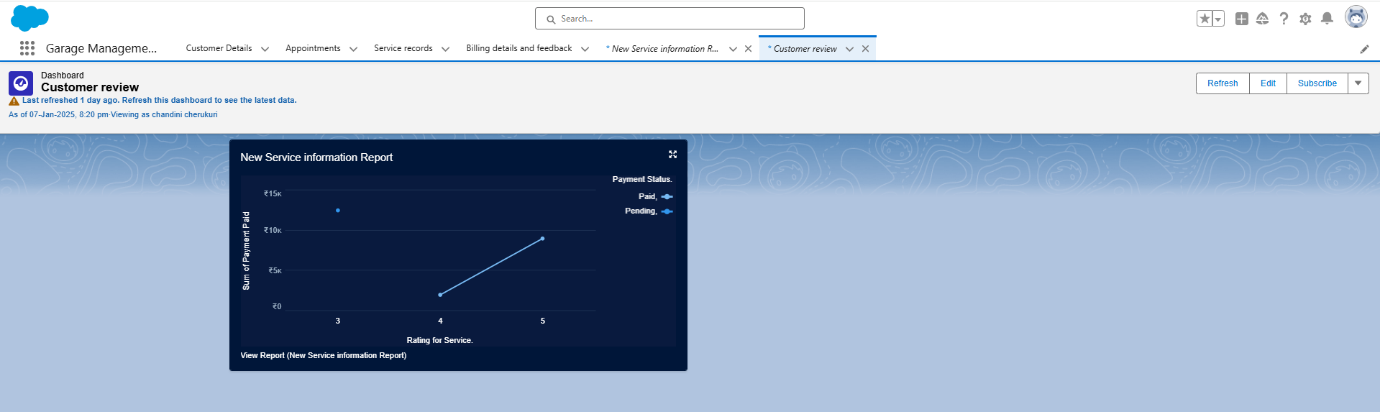 Search...
Garage Manageme...
Customer Details
Appointments
Service records
Billing details and feedback
* New Service information R...
* Customer review
Dashboard
Customer review
Last refreshed 1 day ago. Refresh this dashboard to see the latest data.
As of 07-Jan-2025, 8:20 pm·Viewing as chandini cherukuri
Refresh
Edit
Subscribe
New Service information Report
Payment Status.
Paid,
Pending,
Sum of Payment Paid
₹15K
₹10K
₹5K
₹0
3
4
5
Rating for Service.
View Report (New Service information Report)